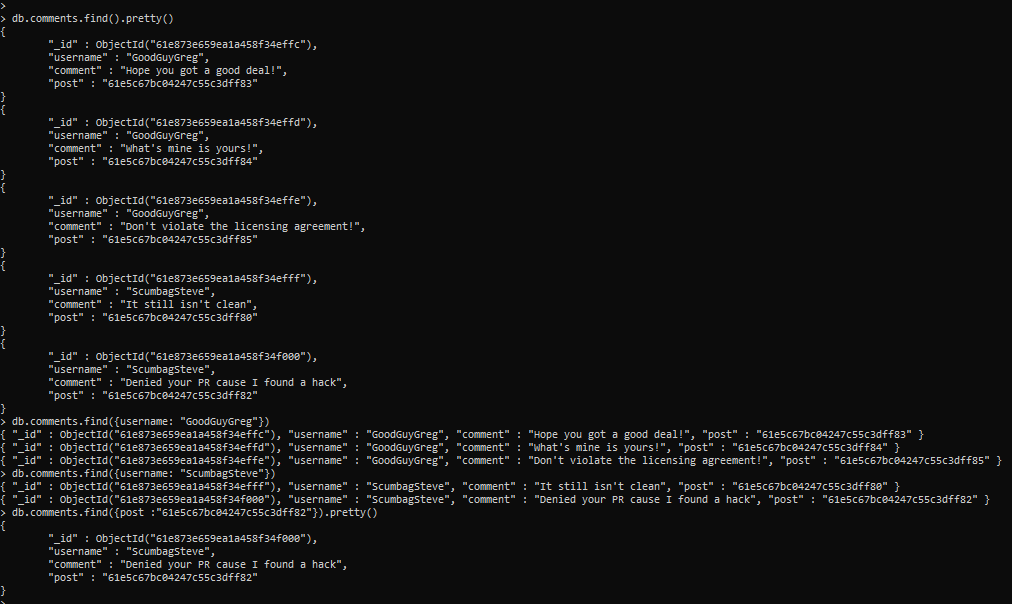 >
> db.comments.find().pretty()
{
"_id" : ObjectId("61e873e659ea1a458f34effc"),
"username" : "GoodGuyGreg",
"comment" : "Hope you got a good deal!",
"post" : "61e5c67bc04247c55c3dff83"
}
{
"_id" : ObjectId("61e873e659ea1a458f34effd"),
"username" : "GoodGuyGreg",
"comment" : "What's mine is yours!",
"post" : "61e5c67bc04247c55c3dff84"
}
{
"_id" : ObjectId("61e873e659ea1a458f34effe"),
"username" : "GoodGuyGreg",
"comment" : "Don't violate the licensing agreement!",
"post" : "61e5c67bc04247c55c3dff85"
}
{
"_id" : ObjectId("61e873e659ea1a458f34efff"),
"username" : "ScumbagSteve",
"comment" : "It still isn't clean",
"post" : "61e5c67bc04247c55c3dff80"
}
{
"_id" : ObjectId("61e873e659ea1a458f34f000"),
"username" : "ScumbagSteve",
"comment" : "Denied your PR cause I found a hack",
"post" : "61e5c67bc04247c55c3dff82"
}
> db.comments.find({username: "GoodGuyGreg"})
{ "_id" : ObjectId("61e873e659ea1a458f34effc"), "username" : "GoodGuyGreg", "comment" : "Hope you got a good deal!", "post" : "61e5c67bc04247c55c3dff83" }
{ "_id" : ObjectId("61e873e659ea1a458f34effd"), "username" : "GoodGuyGreg", "comment" : "What's mine is yours!", "post" : "61e5c67bc04247c55c3dff84" }
{ "_id" : ObjectId("61e873e659ea1a458f34effe"), "username" : "GoodGuyGreg", "comment" : "Don't violate the licensing agreement!", "post" : "61e5c67bc04247c55c3dff85" }
> db.comments.find({username: "ScumbagSteve"})
{ "_id" : ObjectId("61e873e659ea1a458f34efff"), "username" : "ScumbagSteve", "comment" : "It still isn't clean", "post" : "61e5c67bc04247c55c3dff80" }
{ "_id" : ObjectId("61e873e659ea1a458f34f000"), "username" : "ScumbagSteve", "comment" : "Denied your PR cause I found a hack", "post" : "61e5c67bc04247c55c3dff82" }
> db.comments.find({post :"61e5c67bc04247c55c3dff82"}).pretty()
{
"_id" : ObjectId("61e873e659ea1a458f34f000"),
"username" : "ScumbagSteve",
"comment" : "Denied your PR cause I found a hack",
"post" : "61e5c67bc04247c55c3dff82"
}
>